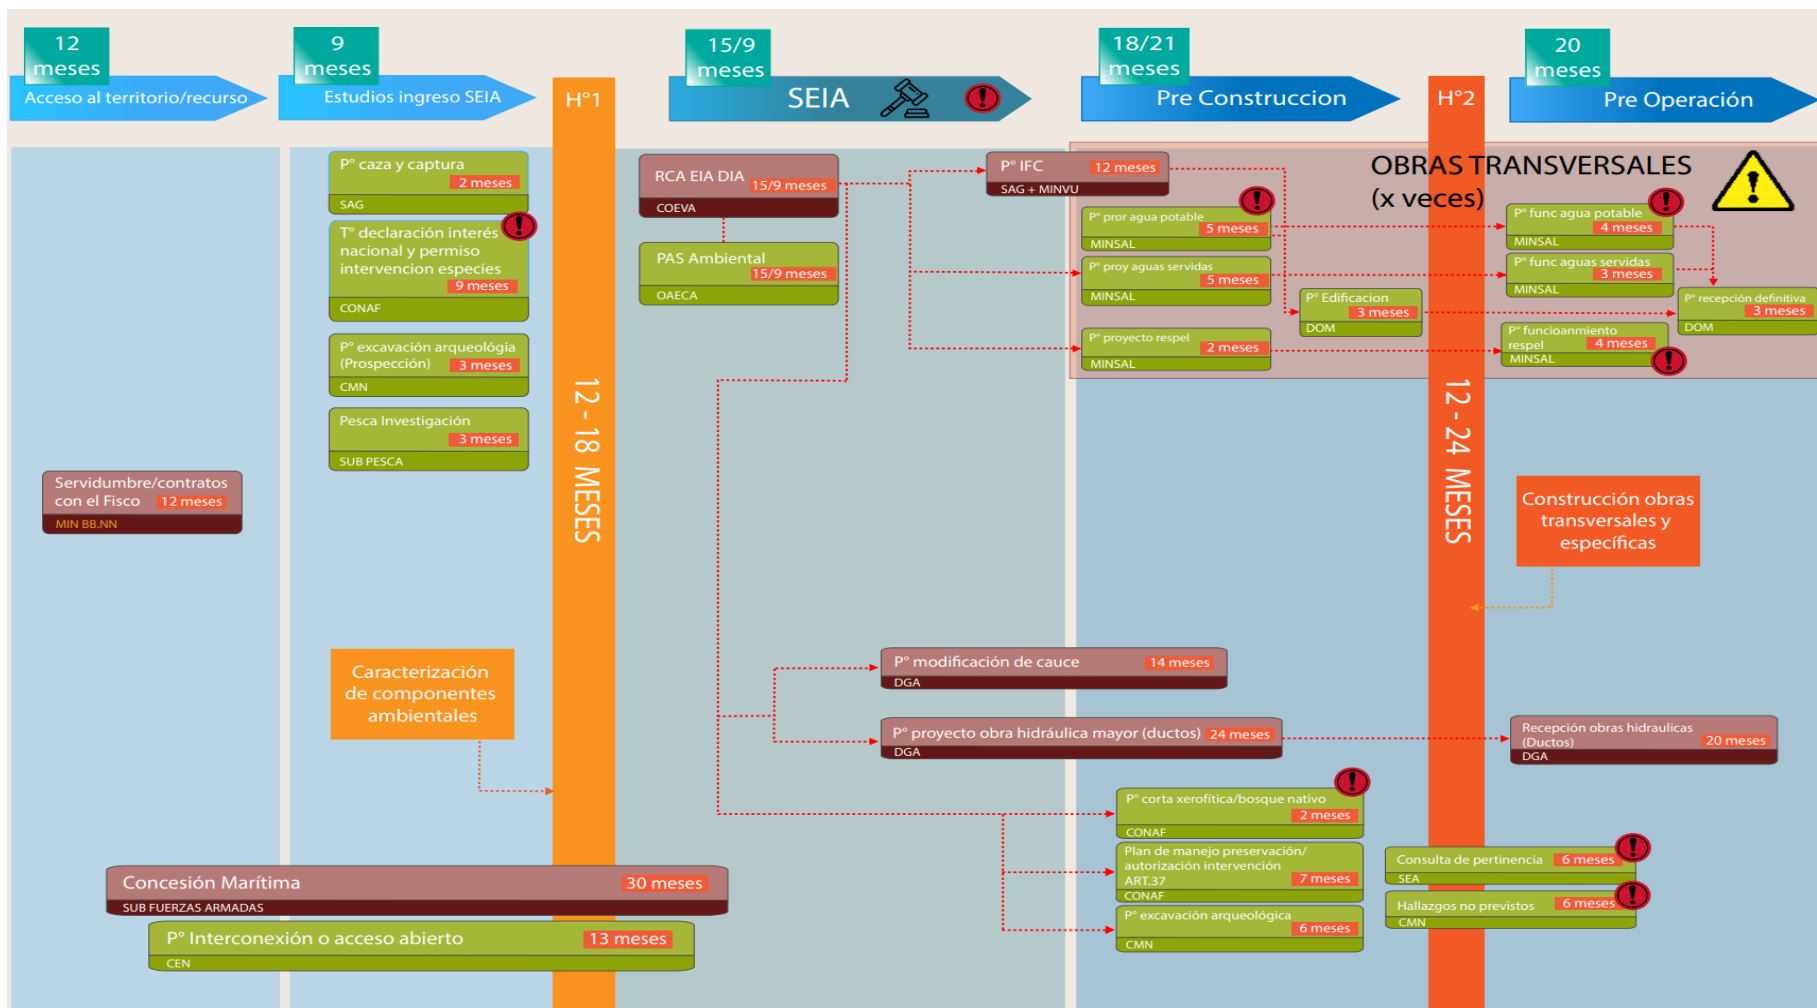 12
meses
Acceso al territorio/recurso
9
meses
Estudios ingreso SEIA
H°1
15/9
meses
SEIA
18/21
meses
Pre Construccion
H°2
20
meses
Pre Operación
P° caza y captura
2 meses
SAG
T° declaración interés
nacional y permiso
intervencion especies
9 meses
CONAF
P° excavación arqueológia
(Prospección)
3 meses
CMN
Pesca Investigación
3 meses
SUB PESCA
Servidumbre/contratos
con el Fisco
12 meses
MIN BB.NN
Caracterización
de componentes
ambientales
12 - 18 MESES
Concesión Marítima
30 meses
SUB FUERZAS ARMADAS
P° Interconexión o acceso abierto
13 meses
CEN
RCA EIA DIA
15/9 meses
COEVA
PAS Ambiental
15/9 meses
OAECA
P° IFC
12 meses
SAG + MINVU
OBRAS TRANSVERSALES
(x veces)
P° pror agua potable
5 meses
MINSAL
P° proy aguas servidas
5 meses
MINSAL
P° Edificacion
3 meses
DOM
P° proyecto respel
2 meses
MINSAL
P° func agua potable
4 meses
MINSAL
P° func aguas servidas
3 meses
MINSAL
P° recepción definitiva
3 meses
DOM
P° funcioanmiento
respel
4 meses
MINSAL
12 - 24 MESES
Construcción obras
transversales y
específicas
P° modificación de cauce
14 meses
DGA
P° proyecto obra hidráulica mayor (ductos)
24 meses
DGA
Recepción obras hidraulicas
(Ductos)
20 meses
DGA
P° corta xerofítica/bosque nativo
2 meses
CONAF
Plan de manejo preservación/
autorización intervención
ART.37
7 meses
CONAF
P° excavación arqueológica
6 meses
CMN
Consulta de pertinencia
6 meses
SEA
Hallazgos no previstos
6 meses
CMN